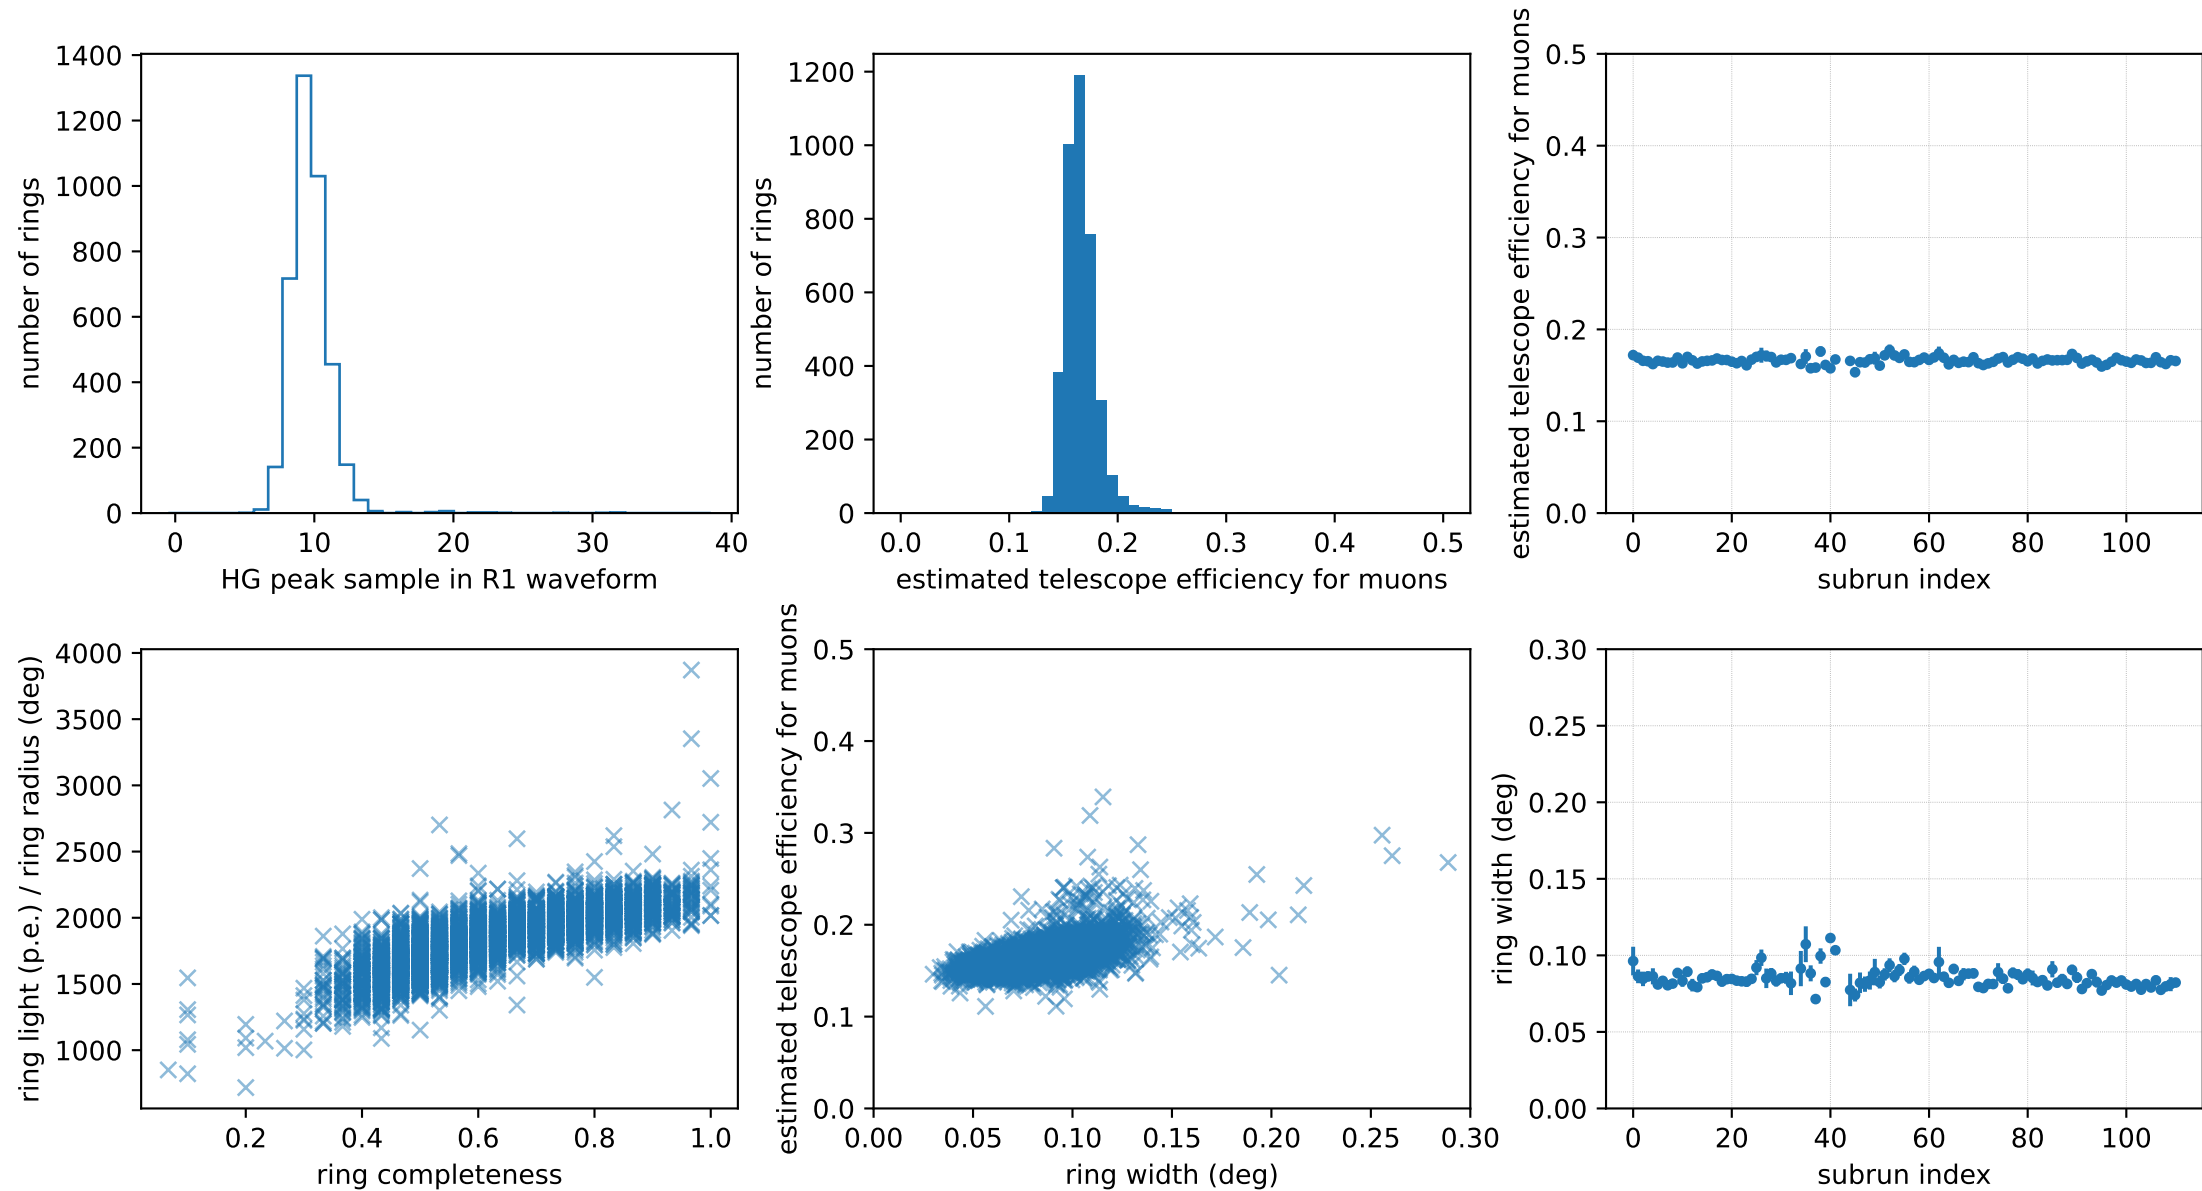 1400
1200
1000
800
600
400
200
0
number of rings
0 10 20 30 40
HG peak sample in R1 waveform
1200
1000
800
600
400
200
0
number of rings
0.0 0.1 0.2 0.3 0.4 0.5
estimated telescope efficiency for muons
0.5
0.4
0.3
0.2
0.1
0.0
estimated telescope efficiency for muons
0 20 40 60 80 100
subrun index
4000
3500
3000
2500
2000
1500
1000
ring light (p.e.) / ring radius (deg)
0.2 0.4 0.6 0.8 1.0
ring completeness
0.5
0.4
0.3
0.2
0.1
0.0
estimated telescope efficiency for muons
0.00 0.05 0.10 0.15 0.20 0.25 0.30
ring width (deg)
0.30
0.25
0.20
0.15
0.10
0.05
0.00
ring width (deg)
0 20 40 60 80 100
subrun index